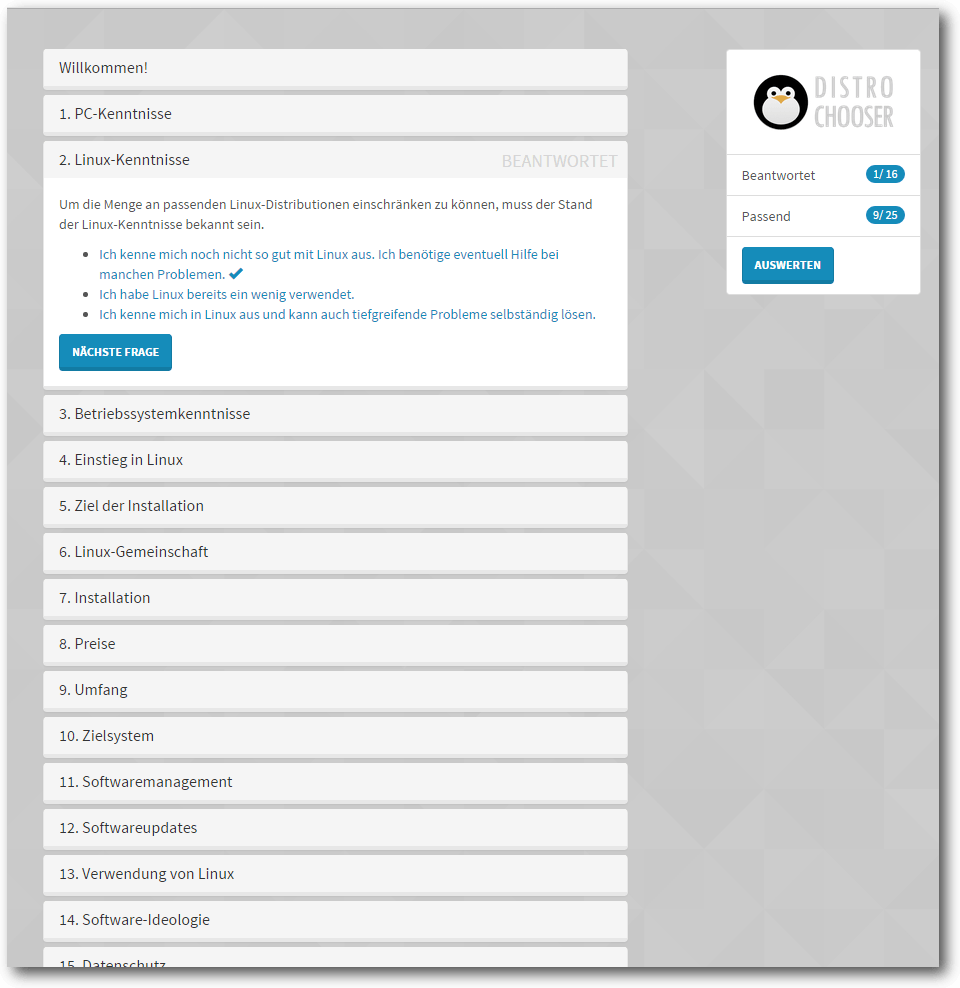 Willkommen!
1. PC-Kenntnisse
2. Linux-Kenntnisse
BEANTWORTET
Um die Menge an passenden Linux-Distributionen einschränken zu können, muss der Stand
der Linux-Kenntnisse bekannt sein.
Ich kenne mich noch nicht so gut mit Linux aus. Ich benötige eventuell Hilfe bei
manchen Problemen.
Ich habe Linux bereits ein wenig verwendet.
Ich kenne mich in Linux aus und kann auch tiefgreifende Probleme selbständig lösen.
NÄCHSTE FRAGE
3. Betriebssystemkenntnisse
4. Einstieg in Linux
5. Ziel der Installation
6. Linux-Gemeinschaft
7. Installation
8. Preise
9. Umfang
10. Zielsystem
11. Softwaremanagement
12. Softwareupdates
13. Verwendung von Linux
14. Software-Ideologie
15. Datenschutz
DISTRO
CHOOSER
Beantwortet 1/ 16
Passend 9/ 25
AUSWERTEN